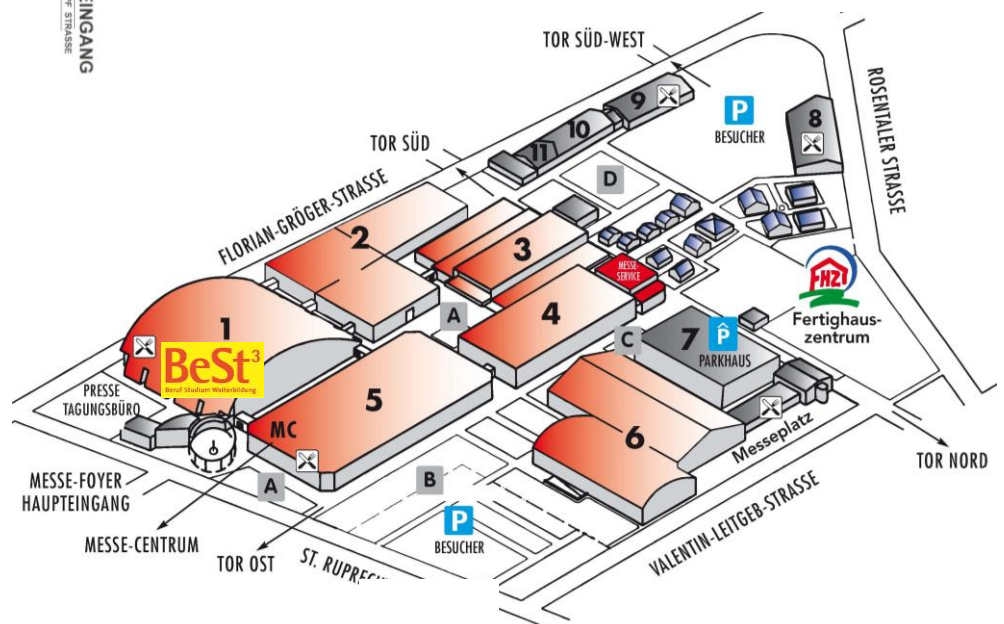 EINGANG
STRASSE
TOR SÜD-WEST
9
P
BESUCHER
8
ROSENTALER STRASSE
10
11
TOR SÜD
D
FLORIAN-GRÖGER-STRASSE
2
3
MESSE-
SERVICE
FHZ
Fertighaus-
zentrum
A
4
1
C
7
P
PARKHAUS
BeSt³
Beruf Studium Weiterbildung
PRESSE
TAGUNGSBÜRO
5
MC
6
Messeplatz
TOR NORD
MESSE-FOYER
HAUPTEINGANG
A
B
P
BESUCHER
MESSE-CENTRUM
TOR OST
ST. RUPRECH
VALENTIN-LEITGEB-STRASSE